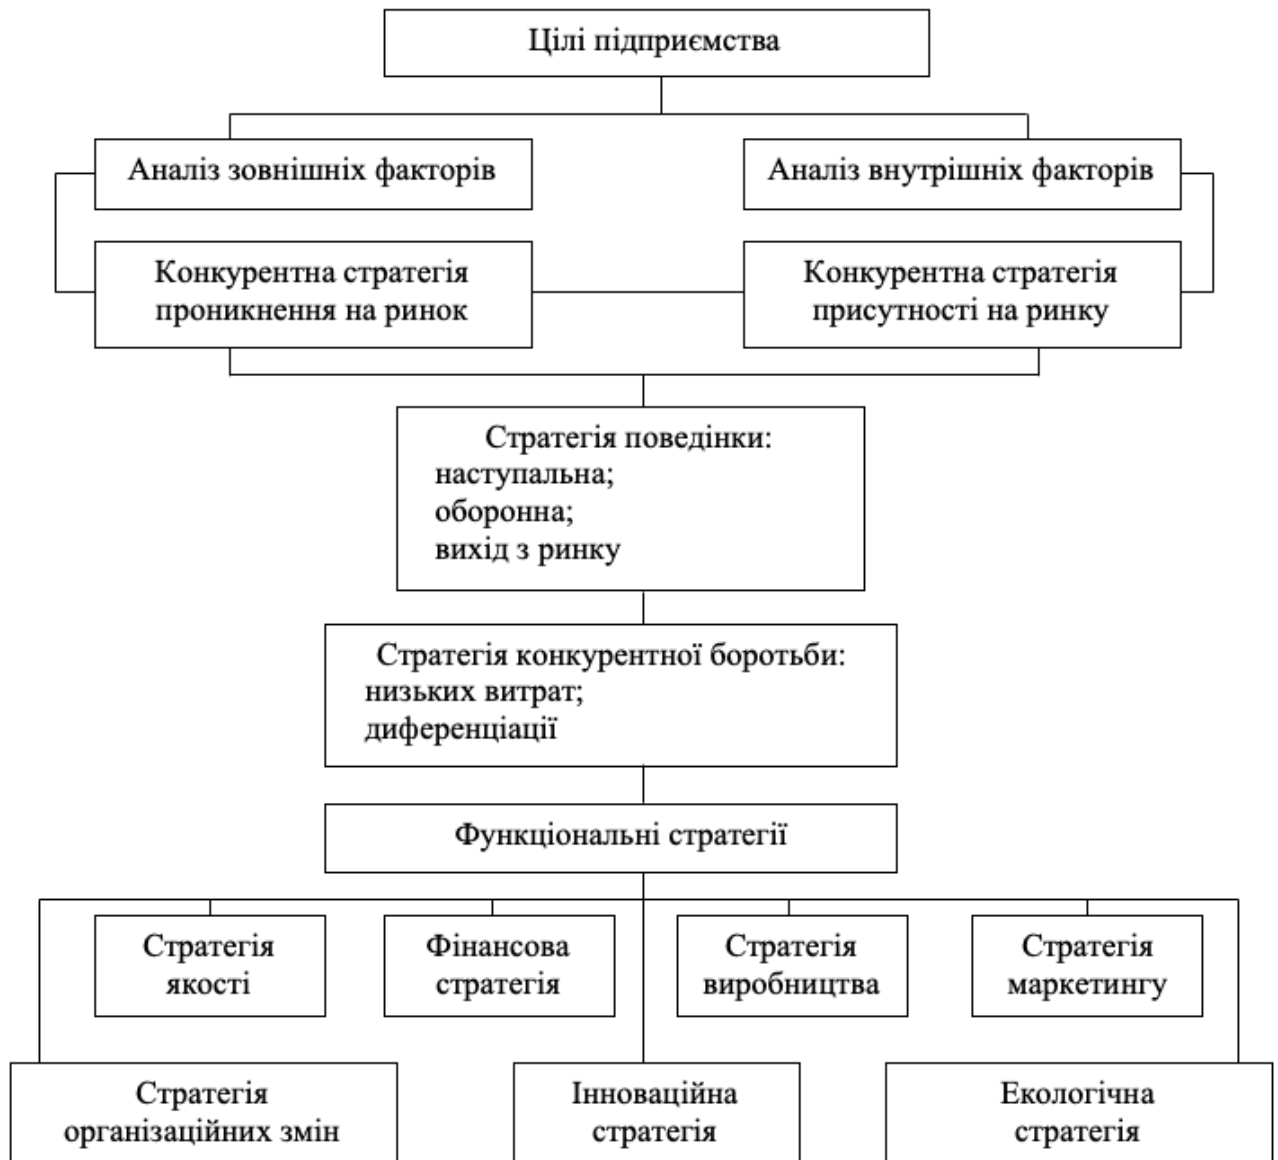 Цілі підприємства
Аналіз зовнішніх факторів
Аналіз внутрішніх факторів
Конкурентна стратегія
проникнення на ринок
Конкурентна стратегія
присутності на ринку
Стратегія поведінки:
наступальна;
оборонна;
вихід з ринку
Стратегія конкурентної боротьби:
низьких витрат;
диференціації
Функціональні стратегії
Стратегія
якості
Фінансова
стратегія
Стратегія
виробництва
Стратегія
маркетингу
Стратегія
організаційних змін
Інноваційна
стратегія
Екологічна
стратегія